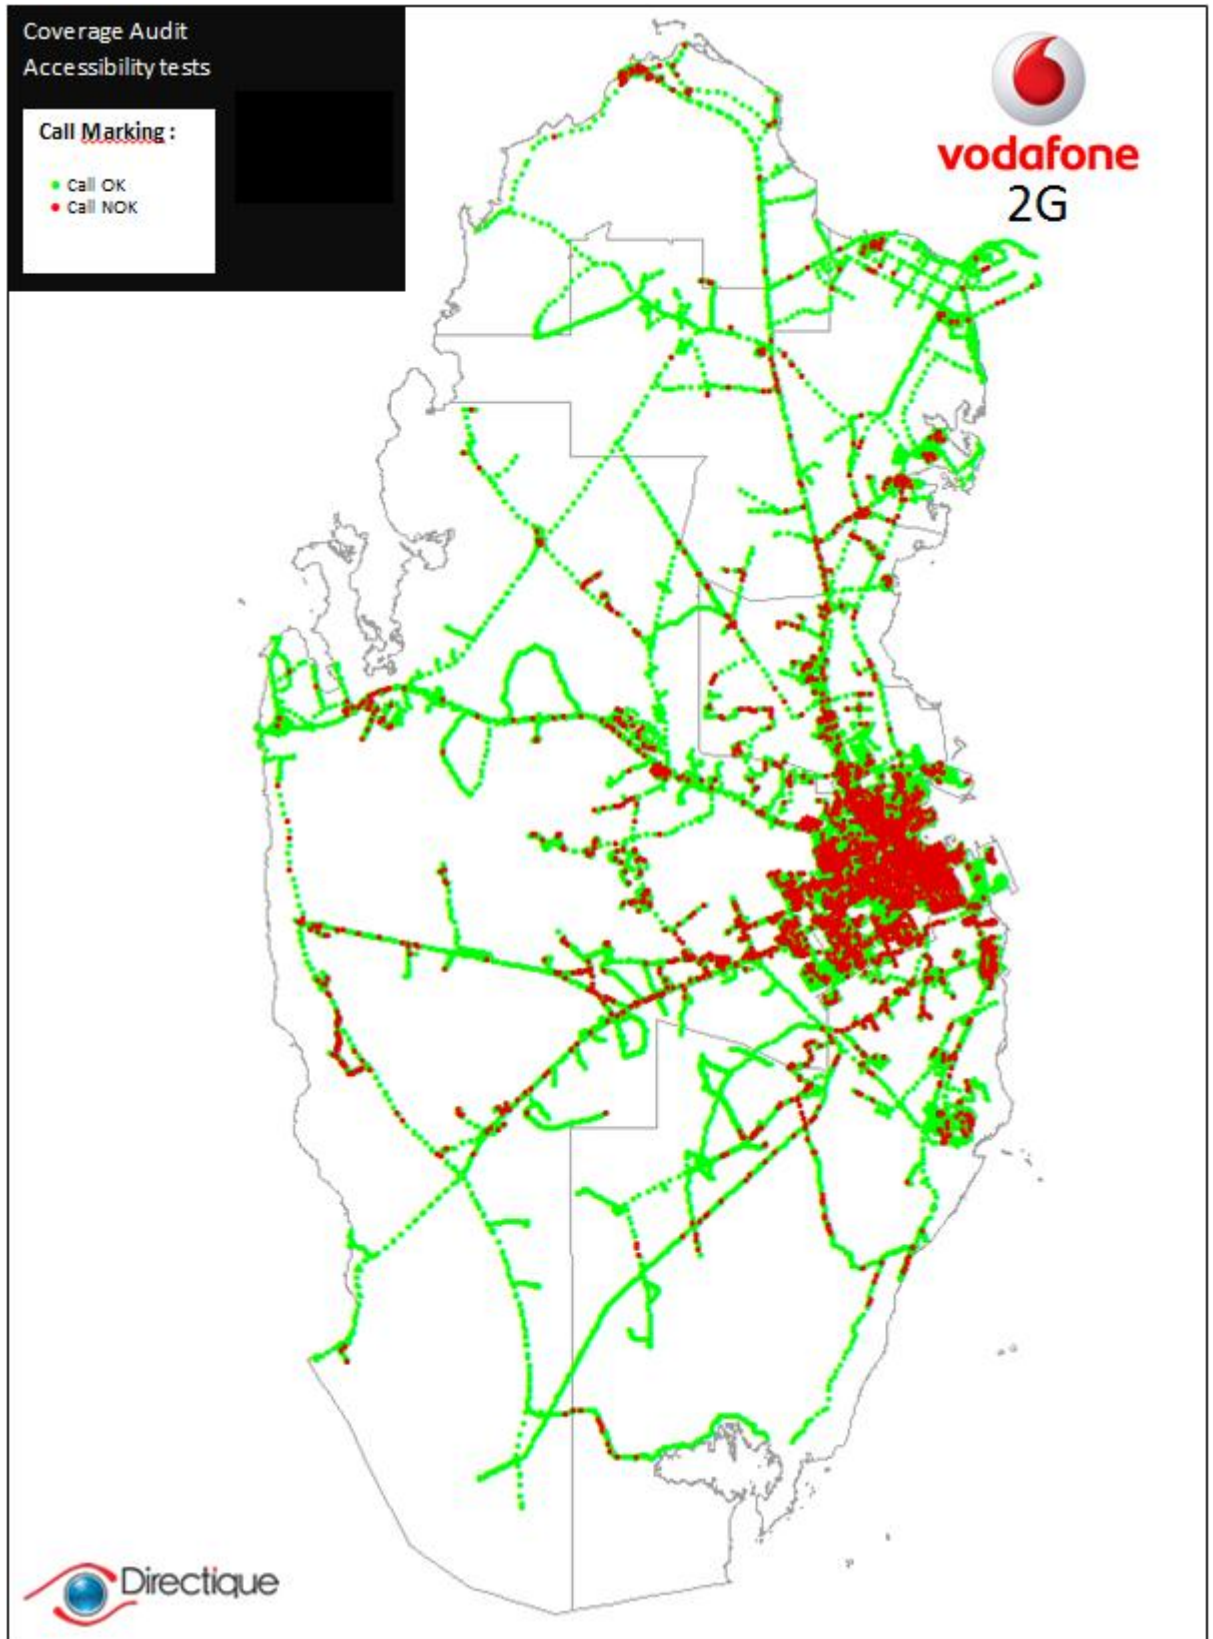 Coverage Audit
Accessibility tests
Call Marking :
Call OK
Call NOK
vodafone
2G
Directique